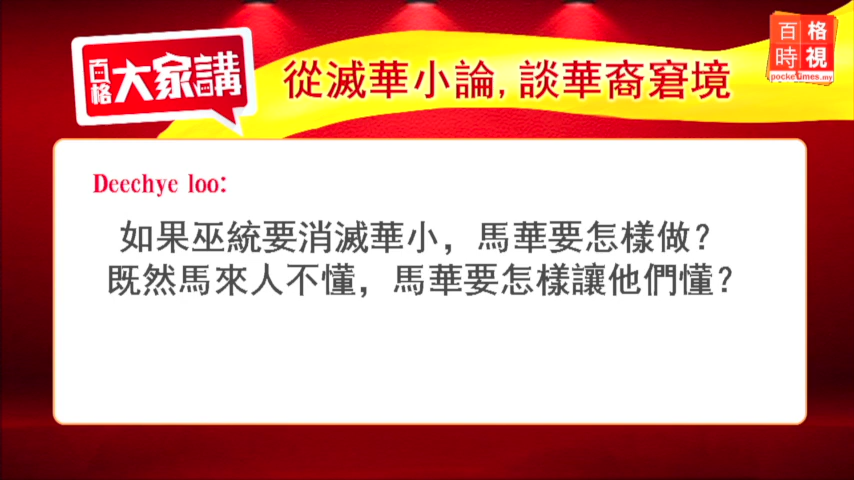 百格大家講
從滅華小論,談華裔窘境
百格時視
pocketimes.my
Deechye loo:
如果巫統要消滅華小，馬華要怎樣做？
既然馬來人不懂，馬華要怎樣讓他們懂？